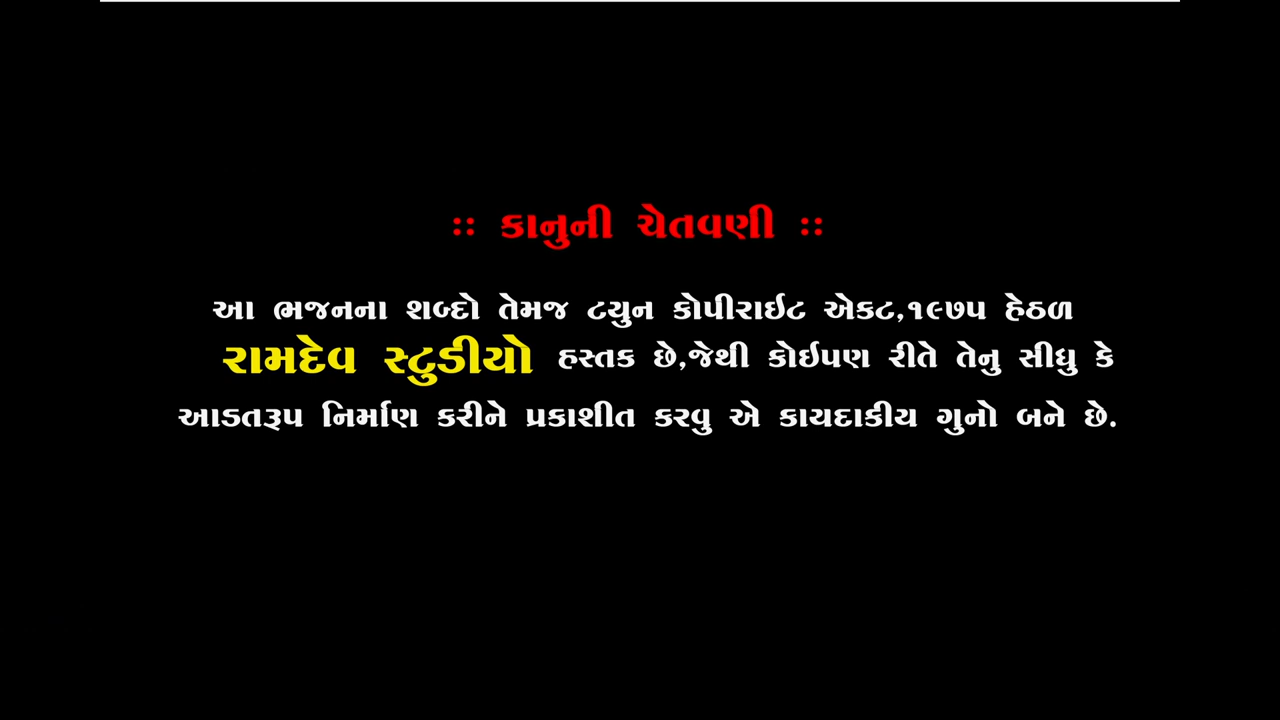 :: કાનુની ચેતવણી ::
આ ભજનના શબ્દો તેમજ ટયુન કોપીરાઈટ એકટ,૧૯૭૫ હેઠળ
રામદેવ સ્ટુડીયો હસ્તક છે,જેથી કોઈપણ રીતે તેનુ સીધુ કે
આડતરૂપ નિર્માણ કરીને પ્રકાશીત કરવુ એ કાયદાકીય ગુનો બને છે.